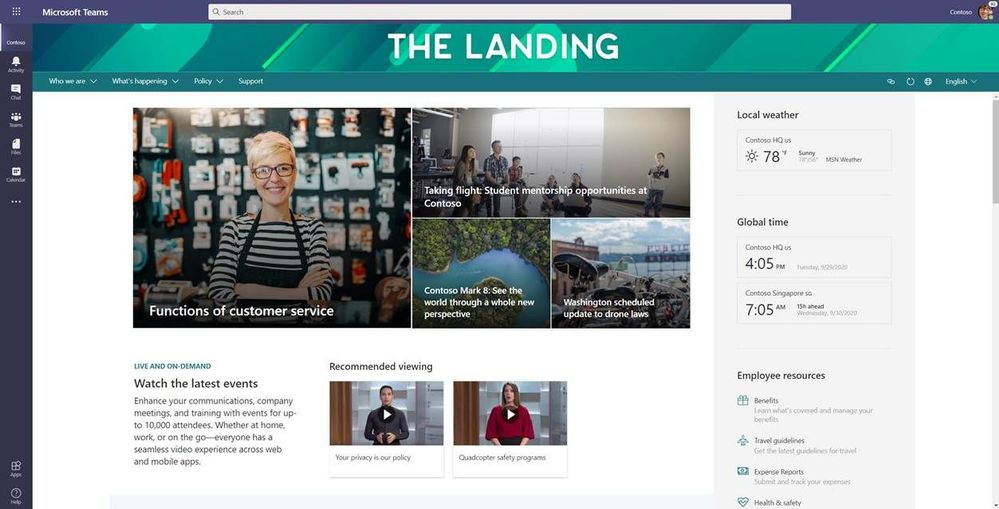 Microsoft Teams
Search
Contoso
THE LANDING
Who we are
What's happening
Policy
Support
English
Contoso
Activity
Chat
Teams
Files
Calendar
Apps
Help
Functions of customer service
Taking flight: Student mentorship opportunities at
Contoso
Contoso Mark 8: See the
world through a whole new
perspective
Washington scheduled
update to drone laws
LIVE AND ON-DEMAND
Watch the latest events
Enhance your communications, company
meetings, and training with events for up-
to 10,000 attendees. Whether at home,
work, or on the go—everyone has a
seamless video experience across web
and mobile apps.
Recommended viewing
Your privacy is our policy
Quadcopter safety programs
Local weather
Contoso HQ us
78 °F
Sunny
78°/56°
MSN Weather
Global time
Contoso HQ us
4:05 PM
Tuesday, 9/29/2020
Contoso Singapore sg
7:05 AM
15h ahead
Wednesday, 9/30/2020
Employee resources
Benefits
Learn what's covered and manage your
benefits
Travel guidelines
Get the latest guidelines for travel
Expense Reports
Submit and track your expenses
Health & safety